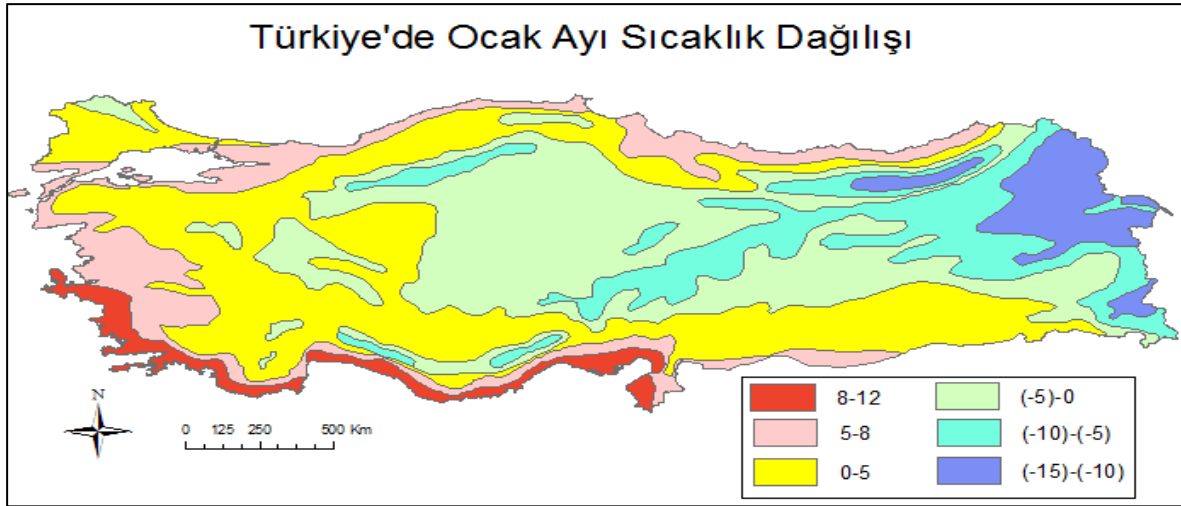 Türkiye'de Ocak Ayı Sıcaklık Dağılışı
N
0 125 250 500 Km
8-12
5-8
0-5
(-5)-0
(-10)-(-5)
(-15)-(-10)